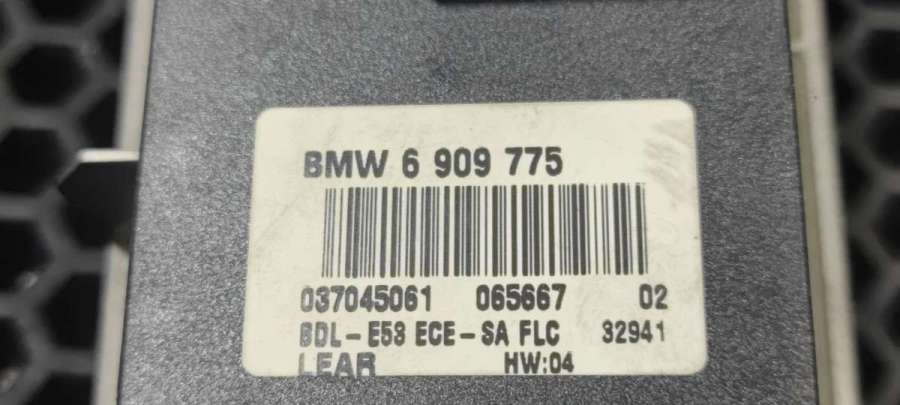 BMW 6 909 775
037045061 065667 02
BDL-E53 ECE-SA FLC 32941
LEAR HW:04